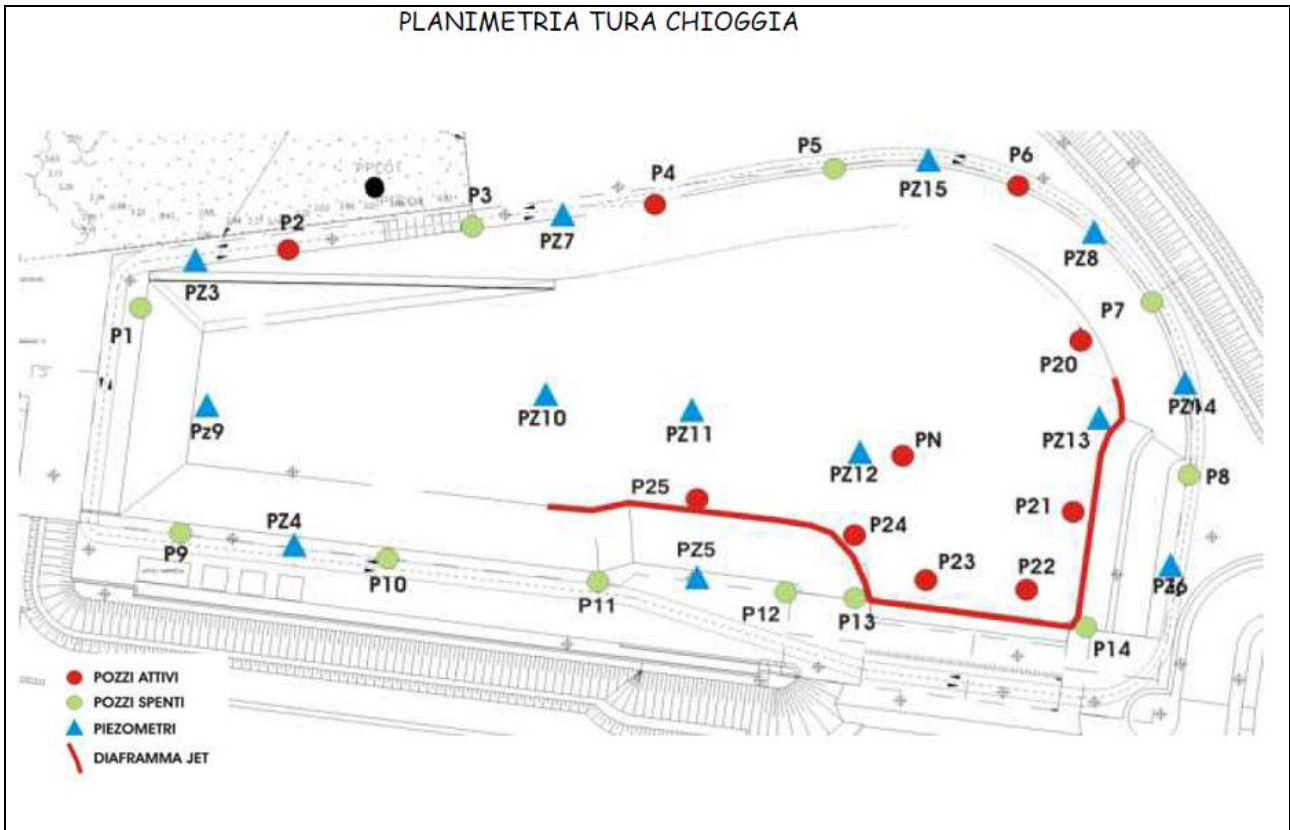 PLANIMETRIA TURA CHIOGGIA
P5
P6
PPCOT
P4
PZ15
P3
P2
PZ7
PZ8
PZ3
P7
P1
P20
PZ14
PZ10
Pz9
PZ11
PZ13
PN
PZ12
P8
P25
P21
P24
PZ4
P9
PZ5
P23
P22
P10
P11
P12
P13
P14
POZZI ATTIVI
POZZI SPENTI
PIEZOMETRI
DIAFRAMMA JET